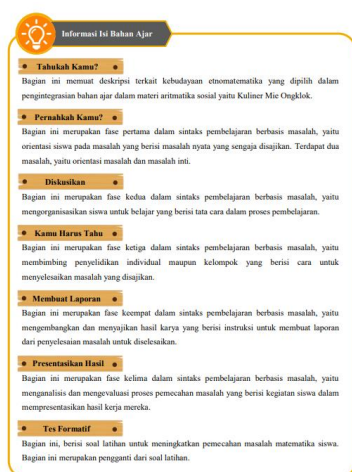 Informasi Isi Bahan Ajar
Tahukah Kamu?
Bagian ini memuat deskripsi terkait kebudayaan etnomatematika yang dipilih dalam
pengintegrasian bahan ajar dalam materi aritmatika sosial yaitu Kuliner Mie Ongklok.
Pernahkah Kamu?
Bagian ini merupakan fase pertama dalam sintaks pembelajaran berbasis masalah, yaitu
orientasi siswa pada masalah yang berisi masalah nyata yang sengaja disajikan. Terdapat dua
masalah, yaitu orientasi masalah dan masalah inti.
Diskusikan
Bagian ini merupakan fase kedua dalam sintaks pembelajaran berbasis masalah, yaitu
mengorganisasikan siswa untuk belajar yang berisi tata cara dalam proses pembelajaran.
Kamu Harus Tahu
Bagian ini merupakan fase ketiga dalam sintaks pembelajaran berbasis masalah, yaitu
membimbing penyelidikan individual maupun kelompok yang berisi cara untuk
menyelesaikan masalah yang disajikan.
Membuat Laporan
Bagian ini merupakan fase keempat dalam sintaks pembelajaran berbasis masalah, yaitu
mengembangkan dan menyajikan hasil karya yang berisi instruksi untuk membuat laporan
dari penyelesaian masalah untuk diselesaikan.
Presentasikan Hasil
Bagian ini merupakan fase kelima dalam sintaks pembelajaran berbasis masalah, yaitu
menganalisis dan mengevaluasi proses pemecahan masalah yang berisi kegiatan siswa dalam
mempresentasikan hasil kerja mereka.
Tes Formatif
Bagian ini, berisi soal latihan untuk meningkatkan pemecahan masalah matematika siswa.
Bagian ini merupakan pengganti dari soal latihan.